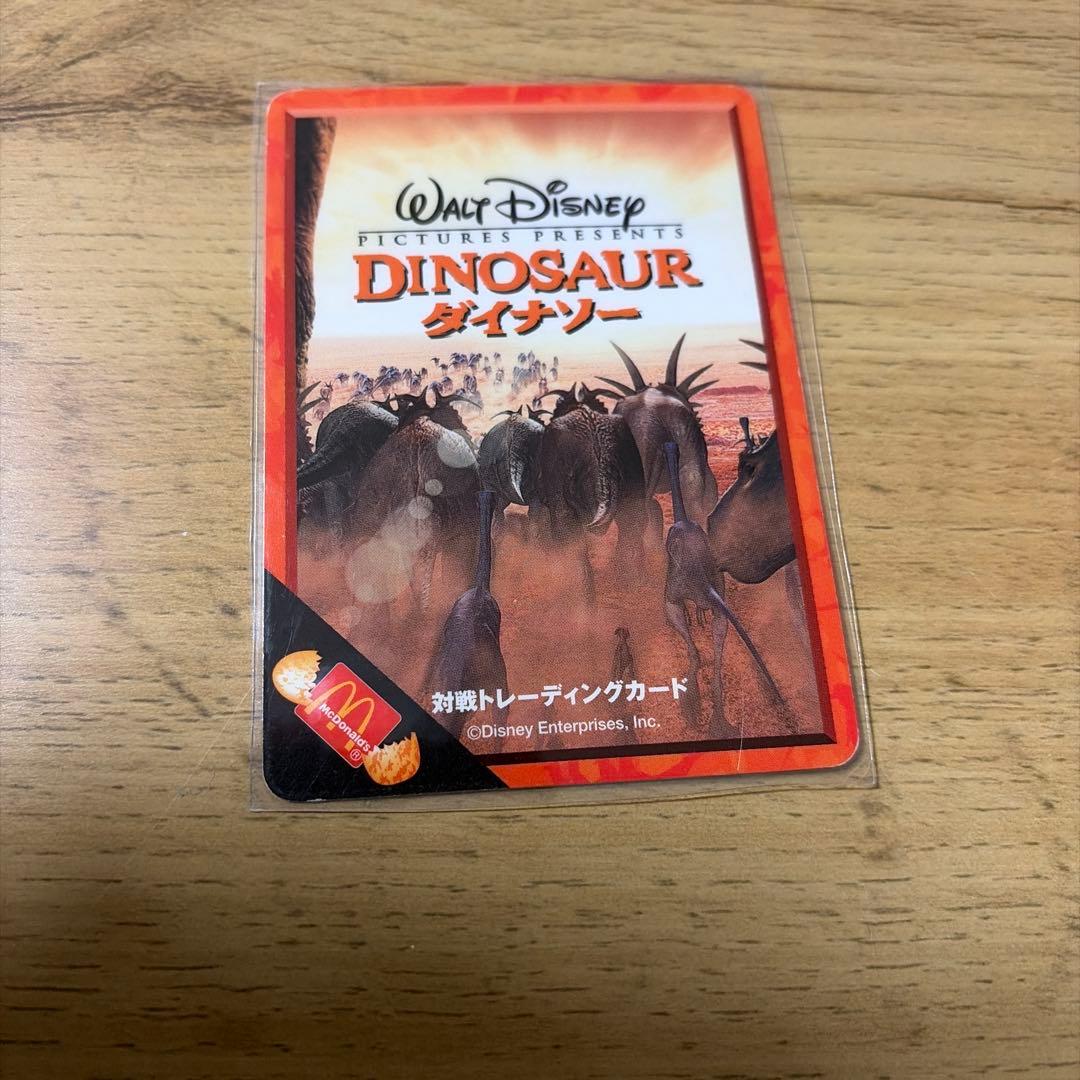 WALT DISNEY
PICTURES PRESENTS
DINOSAUR
ダイナソー
対戦トレーディングカード
©Disney Enterprises, Inc.
McDonald's
®